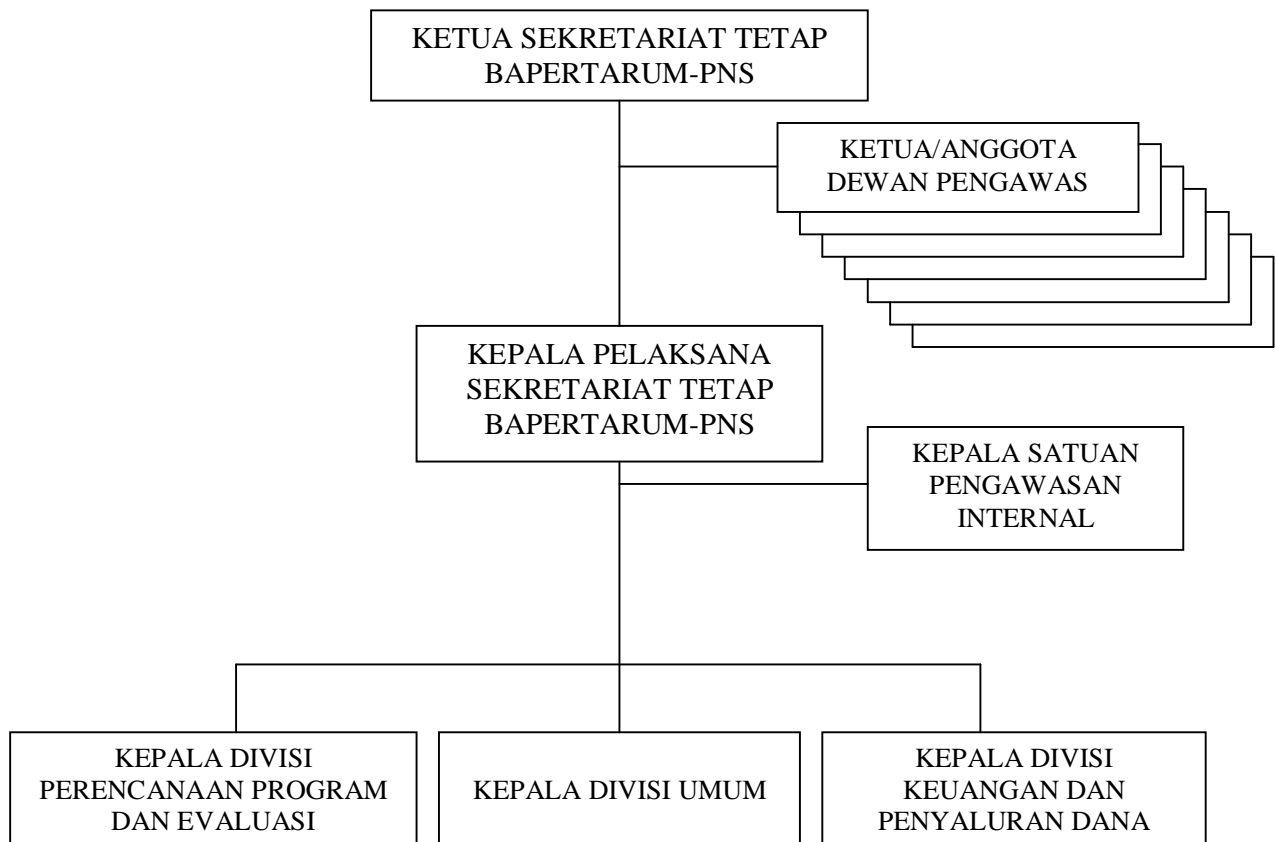 KETUA SEKRETARIAT TETAP
BAPERTARUM-PNS
KETUA/ANGGOTA
DEWAN PENGAWAS
KEPALA PELAKSANA
SEKRETARIAT TETAP
BAPERTARUM-PNS
KEPALA SATUAN
PENGAWASAN
INTERNAL
KEPALA DIVISI
PERENCANAAN PROGRAM
DAN EVALUASI
KEPALA DIVISI UMUM
KEPALA DIVISI
KEUANGAN DAN
PENYALURAN DANA